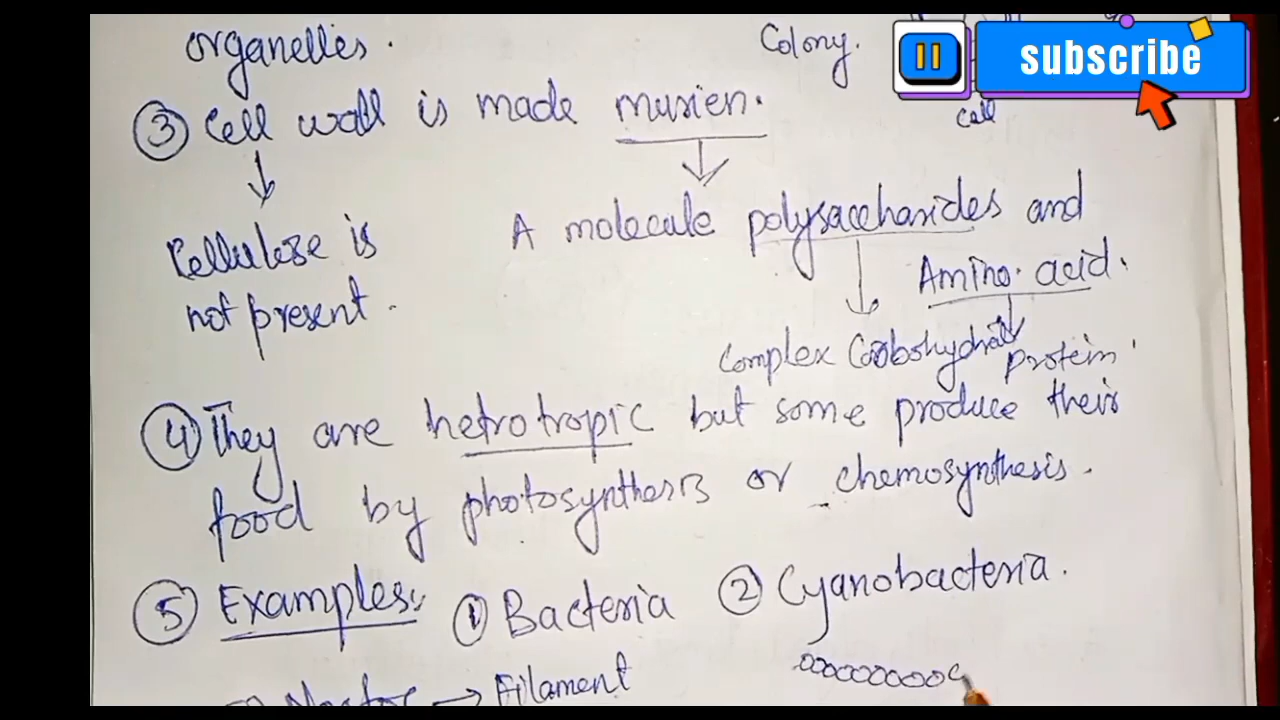 organelles.
Colony.
subscribe
cell
③ Cell wall is made murien.
Cellulose is
not present.
A molecule polysaccharides and
Amino acid.
Complex Carbohydrate
protein
④ They are hetrotropic but some produce their
food by photosynthesis or chemosynthesis.
⑤ Examples: ① Bacteria ② Cyanobacteria.
→ Filament